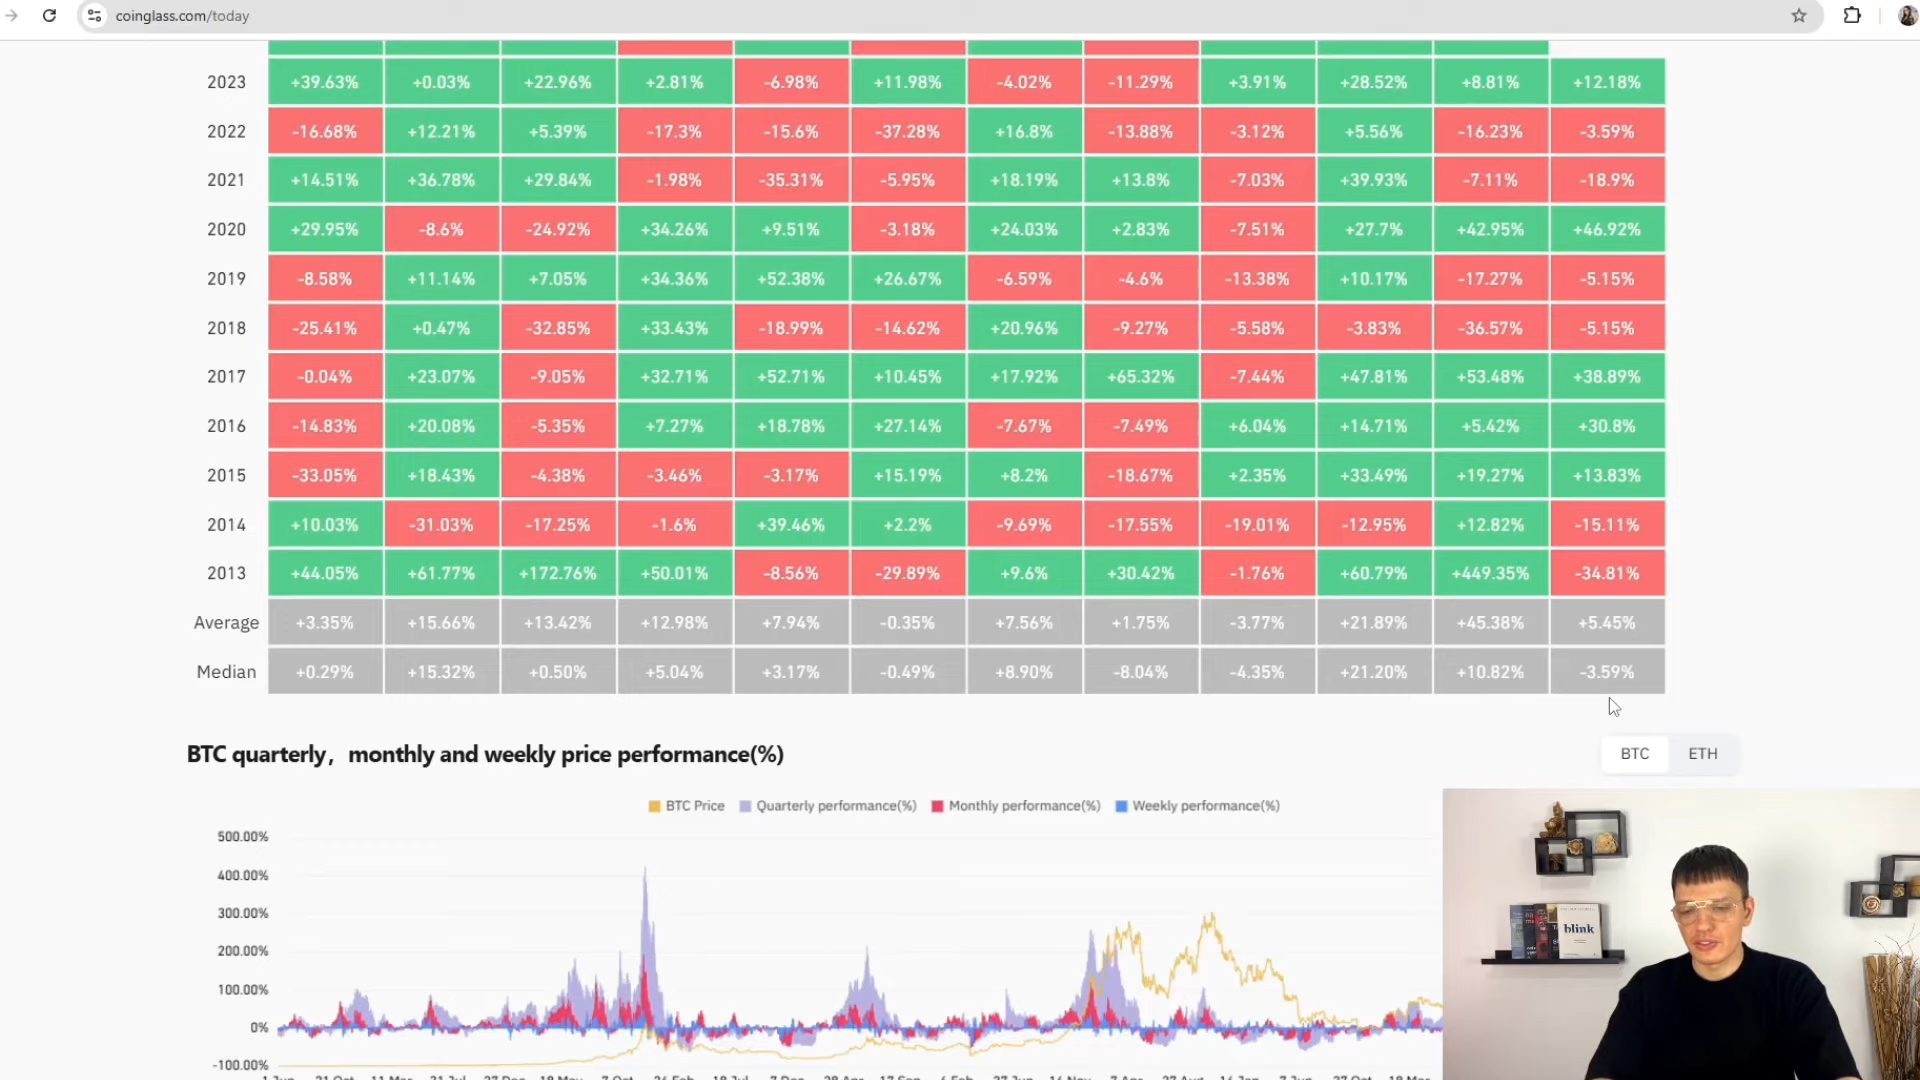 coinglass.com/today
2023 +39.63% +0.03% +22.96% +2.81% -6.98% +11.98% -4.02% -11.29% +3.91% +28.52% +8.81% +12.18%
2022 -16.68% +12.21% +5.39% -17.3% -15.6% -37.28% +16.8% -13.88% -3.12% +5.56% -16.23% -3.59%
2021 +14.51% +36.78% +29.84% -1.98% -35.31% -5.95% +18.19% +13.8% -7.03% +39.93% -7.11% -18.9%
2020 +29.95% -8.6% -24.92% +34.26% +9.51% -3.18% +24.03% +2.83% -7.51% +27.7% +42.95% +46.92%
2019 -8.58% +11.14% +7.05% +34.36% +52.38% +26.67% -6.59% -4.6% -13.38% +10.17% -17.27% -5.15%
2018 -25.41% +0.47% -32.85% +33.43% -18.99% -14.62% +20.96% -9.27% -5.58% -3.83% -36.57% -5.15%
2017 -0.04% +23.07% -9.05% +32.71% +52.71% +10.45% +17.92% +65.32% -7.44% +47.81% +53.48% +38.89%
2016 -14.83% +20.08% -5.35% +7.27% +18.78% +27.14% -7.67% -7.49% +6.04% +14.71% +5.42% +30.8%
2015 -33.05% +18.43% -4.38% -3.46% -3.17% +15.19% +8.2% -18.67% +2.35% +33.49% +19.27% +13.83%
2014 +10.03% -31.03% -17.25% -1.6% +39.46% +2.2% -9.69% -17.55% -19.01% -12.95% +12.82% -15.11%
2013 +44.05% +61.77% +172.76% +50.01% -8.56% -29.89% +9.6% +30.42% -1.76% +60.79% +449.35% -34.81%
Average +3.35% +15.66% +13.42% +12.98% +7.94% -0.35% +7.56% +1.75% -3.77% +21.89% +45.38% +5.45%
Median +0.29% +15.32% +0.50% +5.04% +3.17% -0.49% +8.90% -8.04% -4.35% +21.20% +10.82% -3.59%
BTC quarterly，monthly and weekly price performance(%)
BTC ETH
BTC Price Quarterly performance(%) Monthly performance(%) Weekly performance(%)
500.00%
400.00%
300.00%
200.00%
100.00%
0%
-100.00%
blink